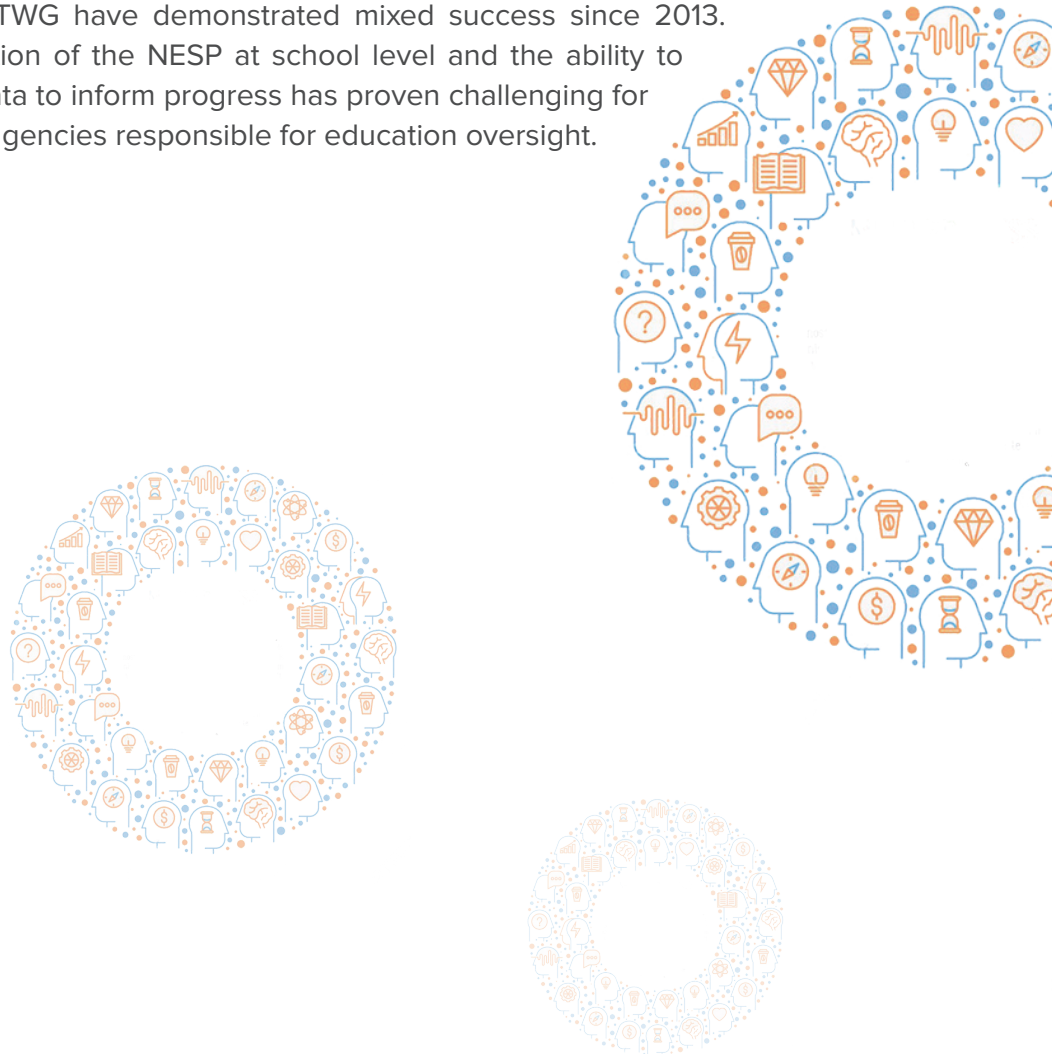 TWG have demonstrated mixed success since 2013.
ion of the NESP at school level and the ability to
ata to inform progress has proven challenging for
gencies responsible for education oversight.